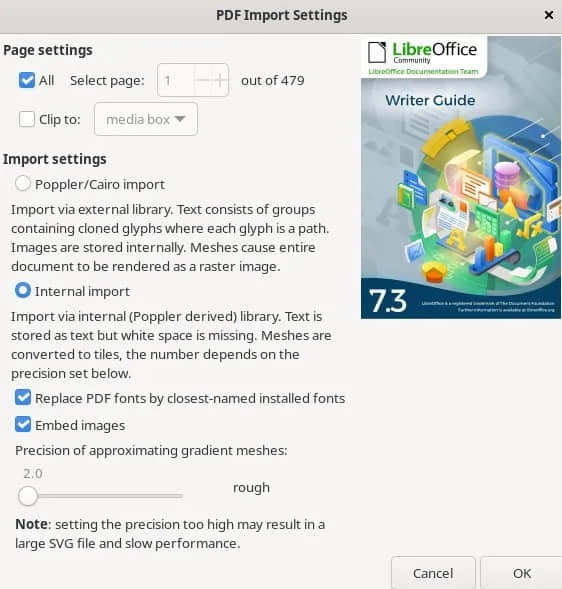 PDF Import Settings
Page settings
All Select page: 1 out of 479
Clip to: media box
Import settings
Poppler/Cairo import
Import via external library. Text consists of groups
containing cloned glyphs where each glyph is a path.
Images are stored internally. Meshes cause entire
document to be rendered as a raster image.
Internal import
Import via internal (Poppler derived) library. Text is
stored as text but white space is missing. Meshes are
converted to tiles, the number depends on the
precision set below.
Replace PDF fonts by closest-named installed fonts
Embed images
Precision of approximating gradient meshes:
2.0
rough
Note: setting the precision too high may result in a
large SVG file and slow performance.
Cancel OK
LibreOffice
Community
LibreOffice Documentation Team
Writer Guide
7.3
LibreOffice is a registered trademark of The Document Foundation
Further information is available at libreoffice.org